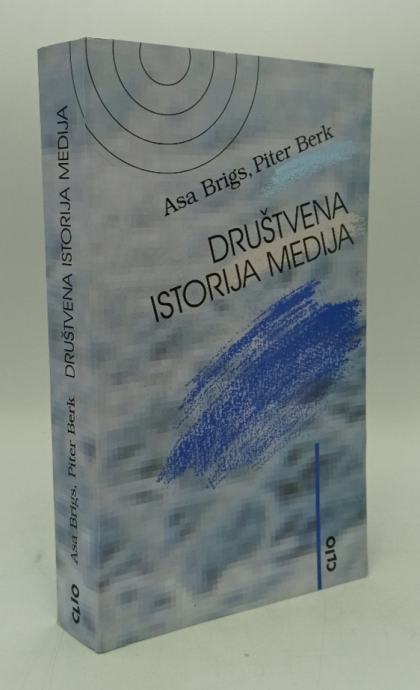 Asa Brigs, Piter Berk
DRUŠTVENA
ISTORIJA MEDIJA
CLIO
Asa Brigs, Piter Berk DRUŠTVENA ISTORIJA MEDIJA
CLIO